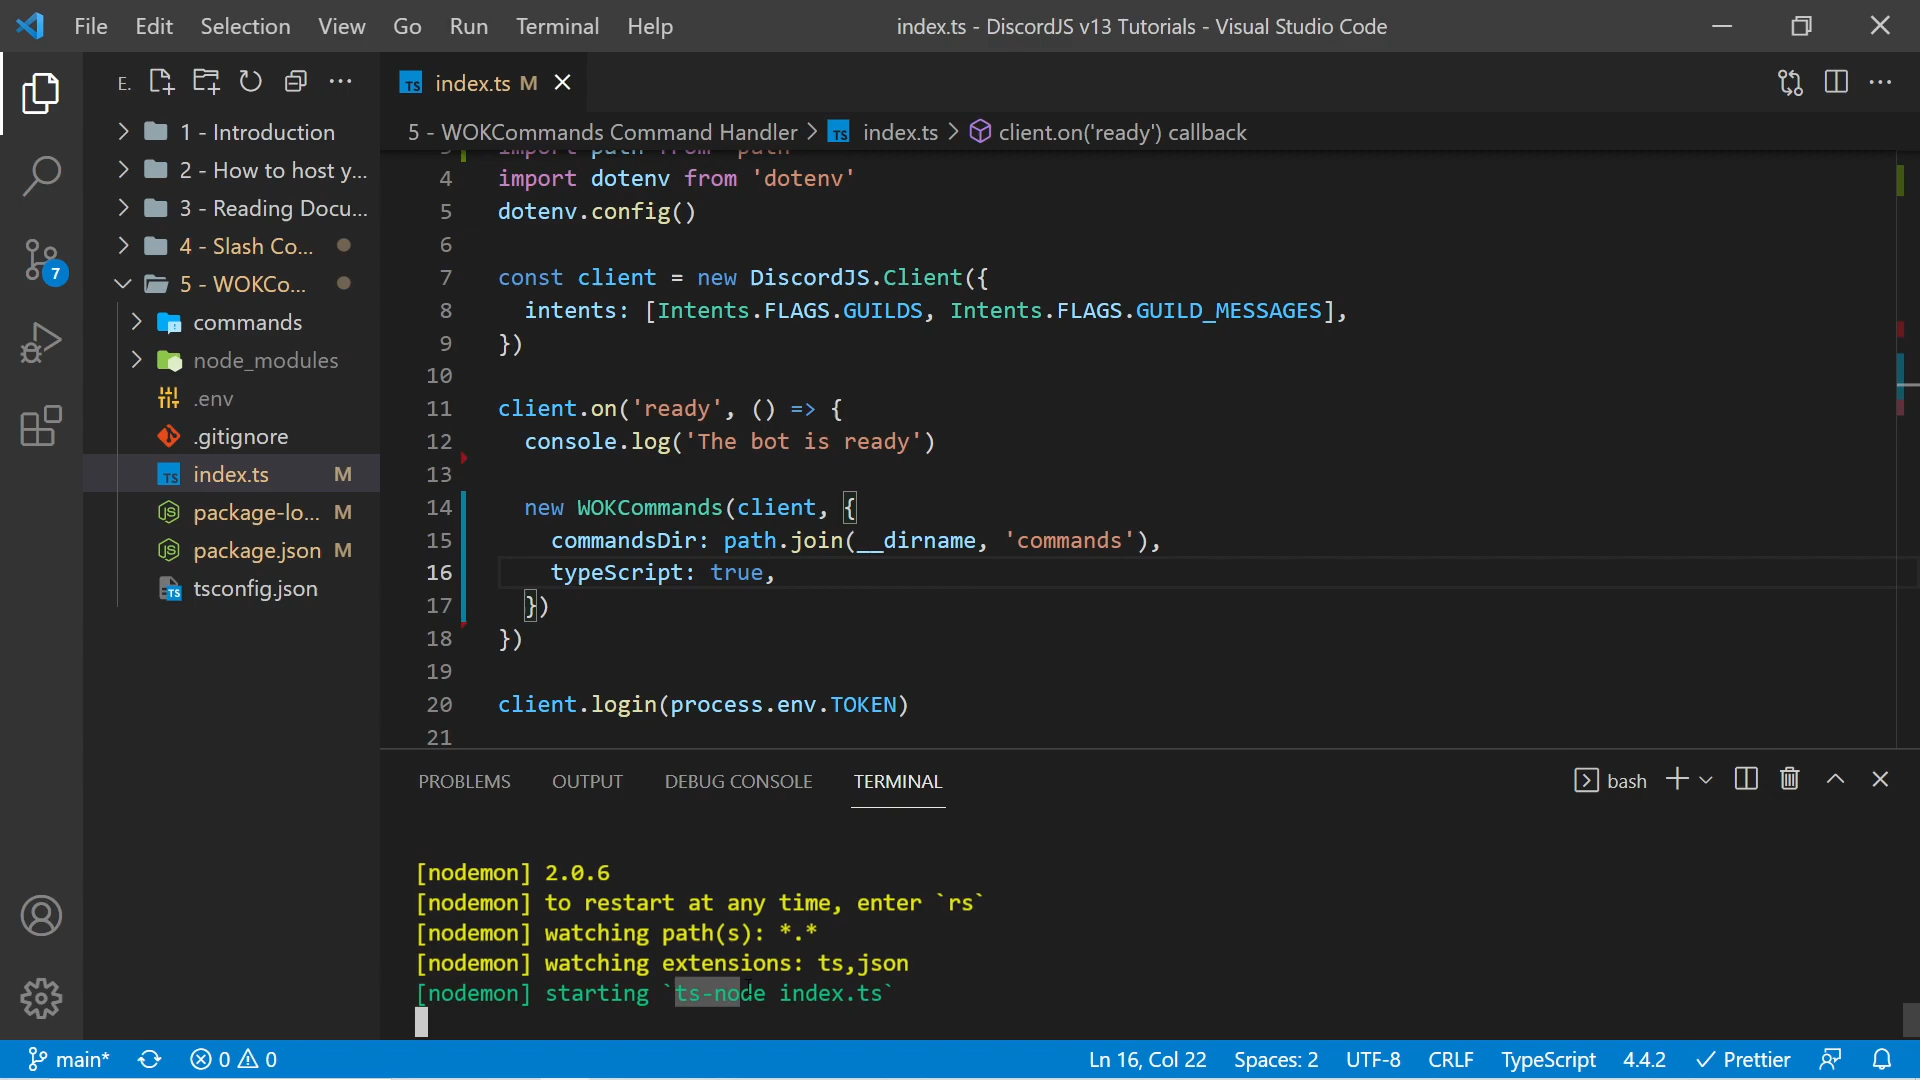 File Edit Selection View Go Run Terminal Help
index.ts - DiscordJS v13 Tutorials - Visual Studio Code
E.
1 - Introduction
2 - How to host y...
3 - Reading Docu...
4 - Slash Co...
5 - WOKCo...
commands
node_modules
.env
.gitignore
index.ts M
package-lo... M
package.json M
tsconfig.json
7
TS index.ts M
5 - WOKCommands Command Handler > TS index.ts > client.on('ready') callback
3 import path from 'path'
4 import dotenv from 'dotenv'
5 dotenv.config()
6
7 const client = new DiscordJS.Client({
8 intents: [Intents.FLAGS.GUILDS, Intents.FLAGS.GUILD_MESSAGES],
9 })
10
11 client.on('ready', () => {
12 console.log('The bot is ready')
13
14 new WOKCommands(client, {
15 commandsDir: path.join(__dirname, 'commands'),
16 typeScript: true,
17 })
18 })
19
20 client.login(process.env.TOKEN)
21
PROBLEMS OUTPUT DEBUG CONSOLE TERMINAL
bash
[nodemon] 2.0.6
[nodemon] to restart at any time, enter `rs`
[nodemon] watching path(s): *.*
[nodemon] watching extensions: ts,json
[nodemon] starting `ts-node index.ts`
main* 0 0
Ln 16, Col 22 Spaces: 2 UTF-8 CRLF TypeScript 4.4.2 Prettier